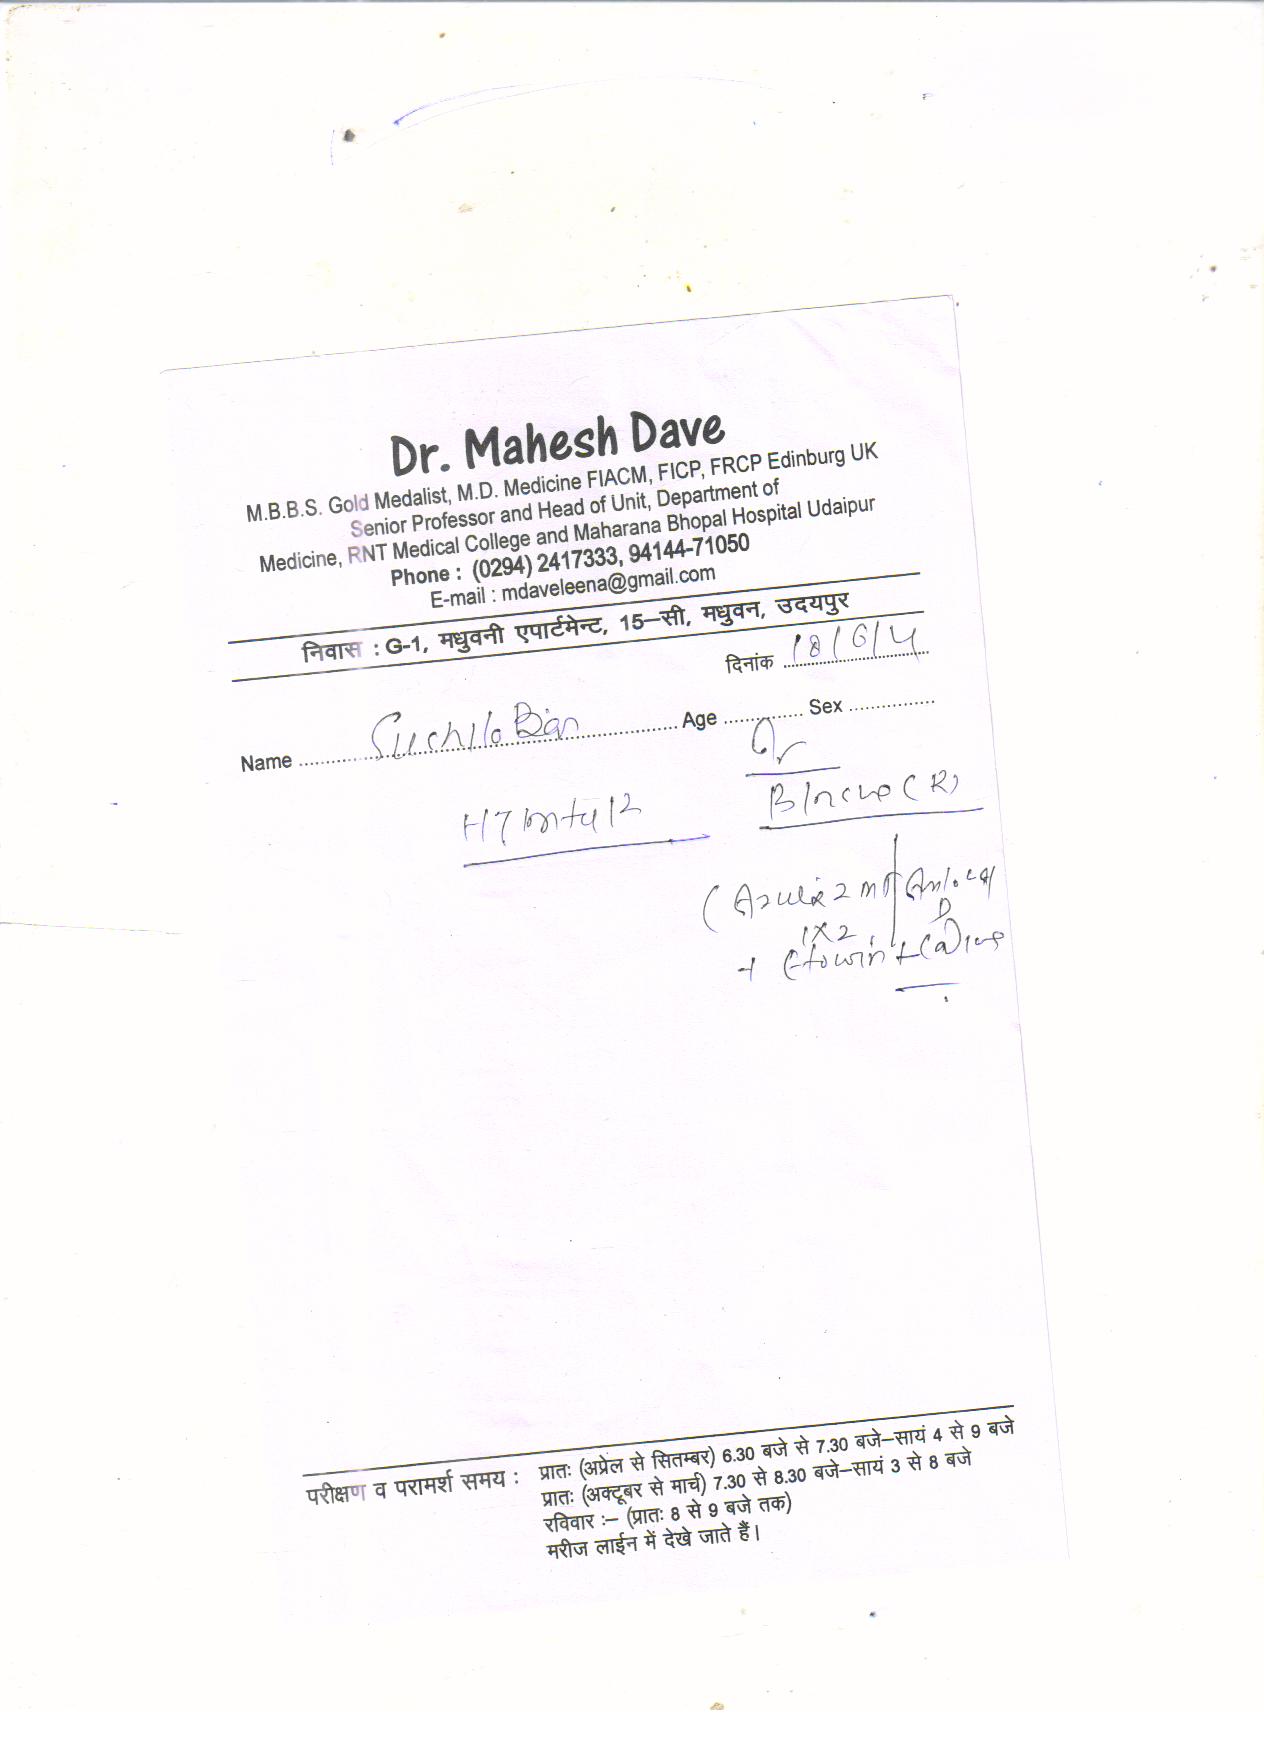 Dr. Mahesh Dave
M.B.B.S. Gold Medalist, M.D. Medicine FIACM, FICP, FRCP Edinburg UK
Senior Professor and Head of Unit, Department of
Medicine, RNT Medical College and Maharana Bhopal Hospital Udaipur
Phone : (0294) 2417333, 94144-71050
E-mail : mdaveleena@gmail.com
निवास : G-1, मधुवनी एपार्टमेन्ट, 15–सी, मधुवन, उदयपुर
दिनांक 18/6/4
Name ........ Age ........ Sex ........
(R)
( 2
1x2
+ +
परीक्षण व परामर्श समय : प्रातः (अप्रेल से सितम्बर) 6.30 बजे से 7.30 बजे–सायं 4 से 9 बजे
प्रातः (अक्टूबर से मार्च) 7.30 से 8.30 बजे–सायं 3 से 8 बजे
रविवार :– (प्रातः 8 से 9 बजे तक)
मरीज लाईन में देखे जाते हैं।